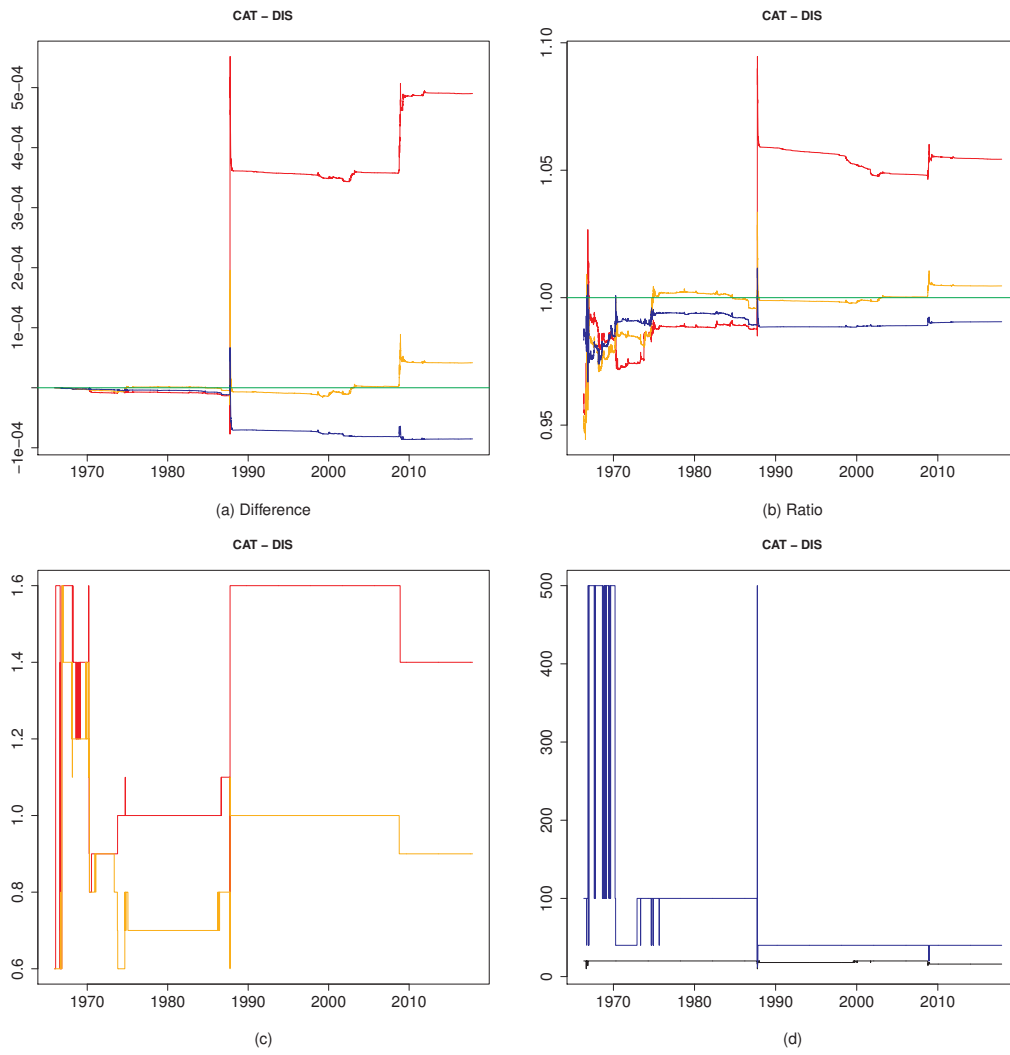 CAT − DIS
5e−04
4e−04
3e−04
2e−04
1e−04
−1e−04
1970 1980 1990 2000 2010
(a) Difference
CAT − DIS
1.10
1.05
1.00
0.95
1970 1980 1990 2000 2010
(b) Ratio
CAT − DIS
1.6
1.4
1.2
1.0
0.8
0.6
1970 1980 1990 2000 2010
(c)
CAT − DIS
500
400
300
200
100
0
1970 1980 1990 2000 2010
(d)